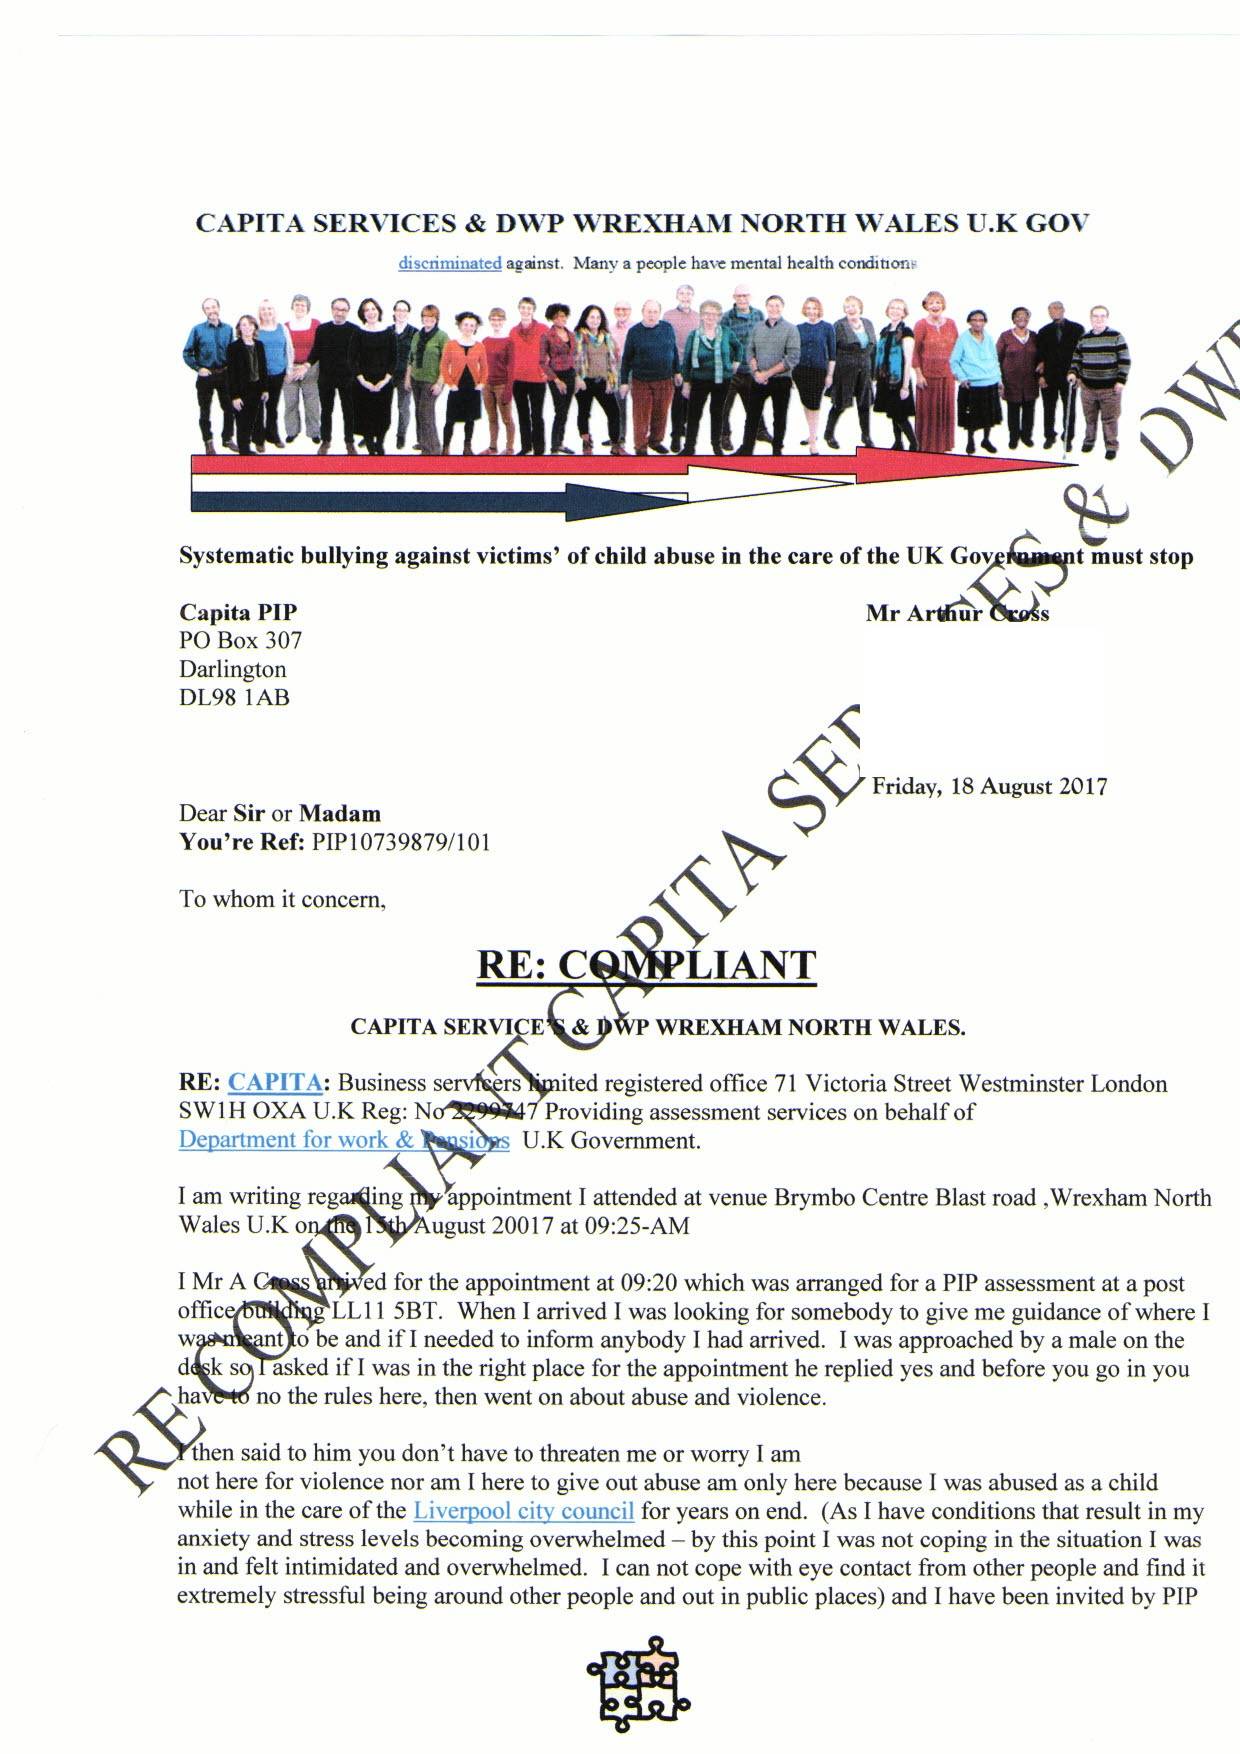 CAPITA SERVICES & DWP WREXHAM NORTH WALES U.K GOV
discriminated against. Many a people have mental health conditions
Systematic bullying against victims’ of child abuse in the care of the UK Government must stop
Capita PIP
PO Box 307
Darlington
DL98 1AB
Mr Arthur Cross
Friday, 18 August 2017
Dear Sir or Madam
You’re Ref: PIP10739879/101
To whom it concern,
RE: COMPLIANT
CAPITA SERVICE’S & DWP WREXHAM NORTH WALES.
RE: CAPITA: Business servicers limited registered office 71 Victoria Street Westminster London
SW1H OXA U.K Reg: No 2299747 Providing assessment services on behalf of
Department for work & Pensions U.K Government.
I am writing regarding my appointment I attended at venue Brymbo Centre Blast road ,Wrexham North
Wales U.K on the 15th August 20017 at 09:25-AM
I Mr A Cross arrived for the appointment at 09:20 which was arranged for a PIP assessment at a post
office building LL11 5BT. When I arrived I was looking for somebody to give me guidance of where I
was meant to be and if I needed to inform anybody I had arrived. I was approached by a male on the
desk so I asked if I was in the right place for the appointment he replied yes and before you go in you
have to no the rules here, then went on about abuse and violence.
I then said to him you don’t have to threaten me or worry I am
not here for violence nor am I here to give out abuse am only here because I was abused as a child
while in the care of the Liverpool city council for years on end. (As I have conditions that result in my
anxiety and stress levels becoming overwhelmed – by this point I was not coping in the situation I was
in and felt intimidated and overwhelmed. I can not cope with eye contact from other people and find it
extremely stressful being around other people and out in public places) and I have been invited by PIP
RE COMPLIANT CAPITA SER ES & DWP